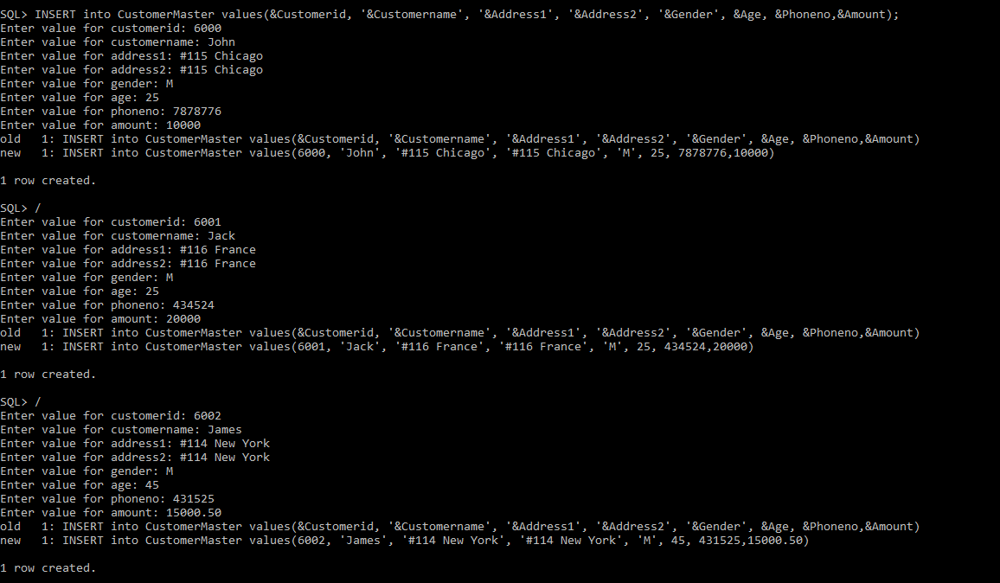 SQL> INSERT into CustomerMaster values(&Customerid, '&Customername', '&Address1', '&Address2', '&Gender', &Age, &Phoneno,&Amount);
Enter value for customerid: 6000
Enter value for customername: John
Enter value for address1: #115 Chicago
Enter value for address2: #115 Chicago
Enter value for gender: M
Enter value for age: 25
Enter value for phoneno: 7878776
Enter value for amount: 10000
old   1: INSERT into CustomerMaster values(&Customerid, '&Customername', '&Address1', '&Address2', '&Gender', &Age, &Phoneno,&Amount)
new   1: INSERT into CustomerMaster values(6000, 'John', '#115 Chicago', '#115 Chicago', 'M', 25, 7878776,10000)
1 row created.
SQL> /
Enter value for customerid: 6001
Enter value for customername: Jack
Enter value for address1: #116 France
Enter value for address2: #116 France
Enter value for gender: M
Enter value for age: 25
Enter value for phoneno: 434524
Enter value for amount: 20000
old   1: INSERT into CustomerMaster values(&Customerid, '&Customername', '&Address1', '&Address2', '&Gender', &Age, &Phoneno,&Amount)
new   1: INSERT into CustomerMaster values(6001, 'Jack', '#116 France', '#116 France', 'M', 25, 434524,20000)
1 row created.
SQL> /
Enter value for customerid: 6002
Enter value for customername: James
Enter value for address1: #114 New York
Enter value for address2: #114 New York
Enter value for gender: M
Enter value for age: 45
Enter value for phoneno: 431525
Enter value for amount: 15000.50
old   1: INSERT into CustomerMaster values(&Customerid, '&Customername', '&Address1', '&Address2', '&Gender', &Age, &Phoneno,&Amount)
new   1: INSERT into CustomerMaster values(6002, 'James', '#114 New York', '#114 New York', 'M', 45, 431525,15000.50)
1 row created.